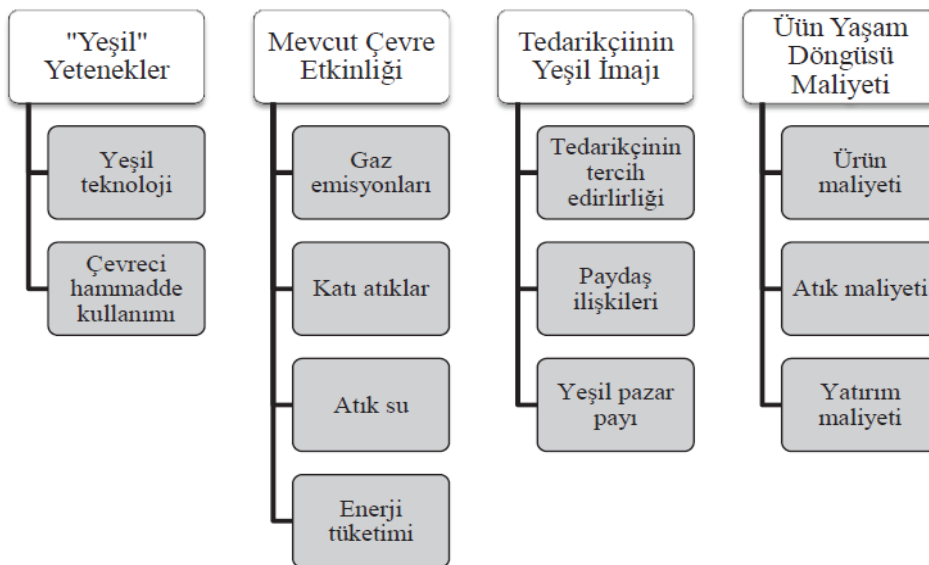 "Yeşil"
Yetenekler
Yeşil
teknoloji
Çevreci
hammadde
kullanımı
Mevcut Çevre
Etkinliği
Gaz
emisyonları
Katı atıklar
Atık su
Enerji
tüketimi
Tedarikçiinin
Yeşil İmajı
Tedarikçinin
tercih
edirlirliği
Paydaş
ilişkileri
Yeşil pazar
payı
Üün Yaşam
Döngüsü
Maliyeti
Ürün
maliyeti
Atık maliyeti
Yatırım
maliyeti